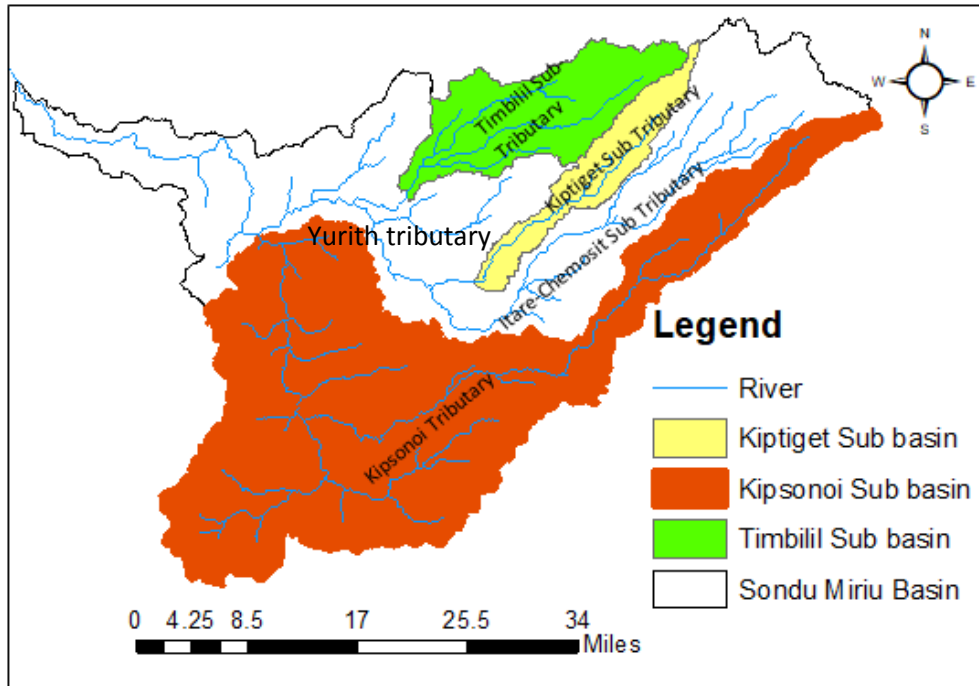 N
W E
S
Timbilil Sub
Tributary
Kiptiget Sub Tributary
Yurith tributary
Itare-Chemosit Sub Tributary
Kipsonoi Tributary
Legend
River
Kiptiget Sub basin
Kipsonoi Sub basin
Timbilil Sub basin
Sondu Miriu Basin
0 4.25 8.5 17 25.5 34
Miles